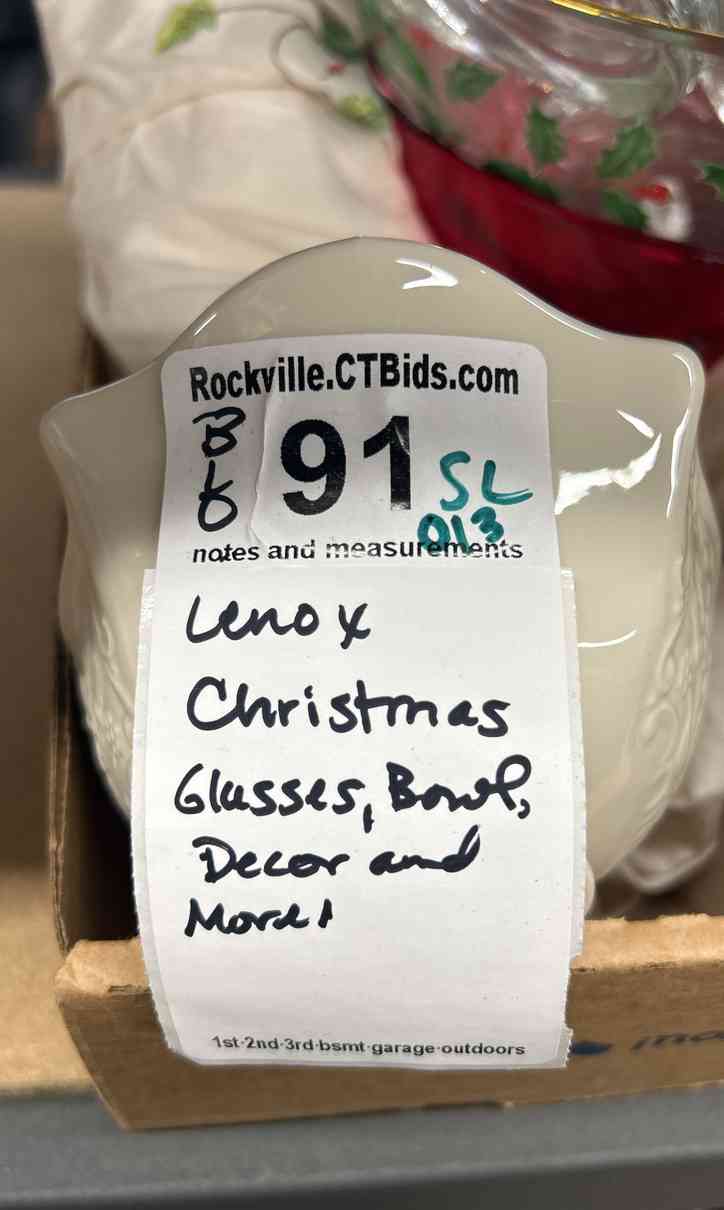 Rockville.CTBids.com
BLO 91 SL
013
notes and measurements
Lenox
Christmas
Glasses, Bowl,
Decor and
More!
1st·2nd·3rd·bsmt·garage·outdoors